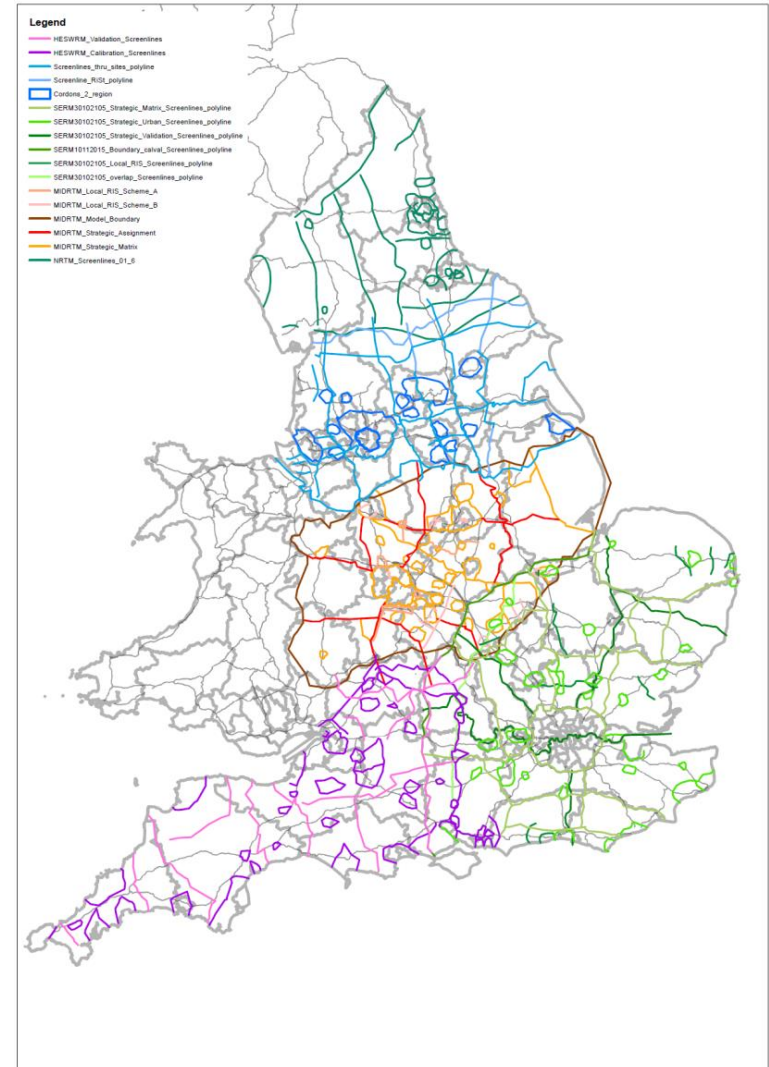 Legend
HESWRM_Validation_Screenlines
HESWRM_Calibration_Screenlines
Screenlines_thru_sites_polyline
Screenline_RISt_polyline
Cordons_2_region
SERM30102105_Strategic_Matrix_Screenlines_polyline
SERM30102105_Strategic_Urban_Screenlines_polyline
SERM30102105_Strategic_Validation_Screenlines_polyline
SERM10112015_Boundary_calval_Screenlines_polyline
SERM30102105_Local_RIS_Screenlines_polyline
SERM30102105_overlap_Screenlines_polyline
MIDRTM_Local_RIS_Scheme_A
MIDRTM_Local_RIS_Scheme_B
MIDRTM_Model_Boundary
MIDRTM_Strategic_Assignment
MIDRTM_Strategic_Matrix
NRTM_Screenlines_01_6